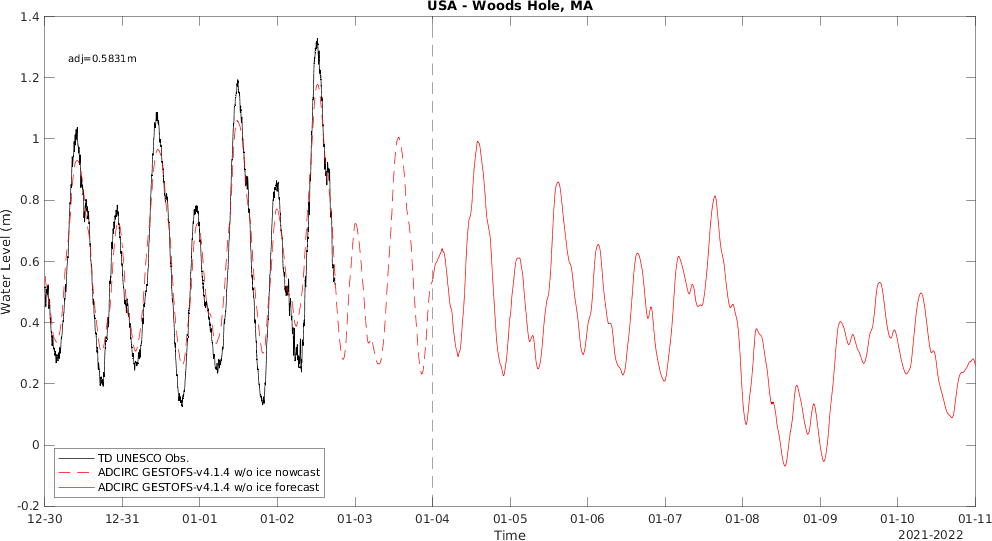 USA - Woods Hole, MA
1.4
1.2
1
0.8
0.6
0.4
0.2
0
-0.2
Water Level (m)
adj=0.5831m
TD UNESCO Obs.
ADCIRC GESTOFS-v4.1.4 w/o ice nowcast
ADCIRC GESTOFS-v4.1.4 w/o ice forecast
12-30 12-31 01-01 01-02 01-03 01-04 01-05 01-06 01-07 01-08 01-09 01-10 01-11
Time
2021-2022